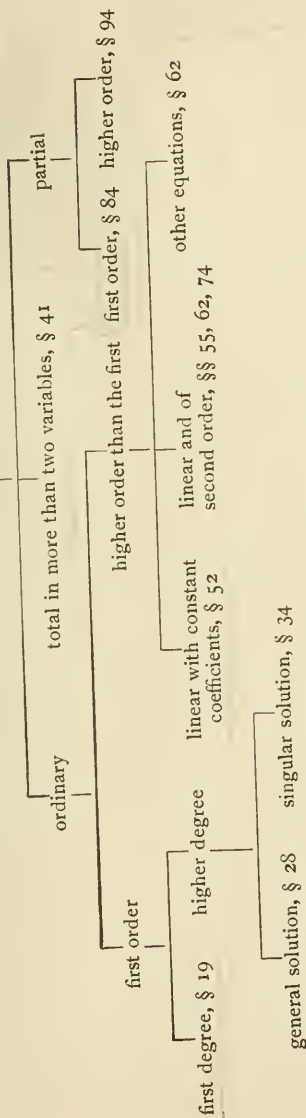 ordinary
total in more than two variables, § 41
partial
first order
higher order than the first
first order, § 84
higher order, § 94
first degree, § 19
higher degree
linear with constant
coefficients, § 52
linear and of
second order, §§ 55, 62, 74
other equations, § 62
general solution, § 28
singular solution, § 34